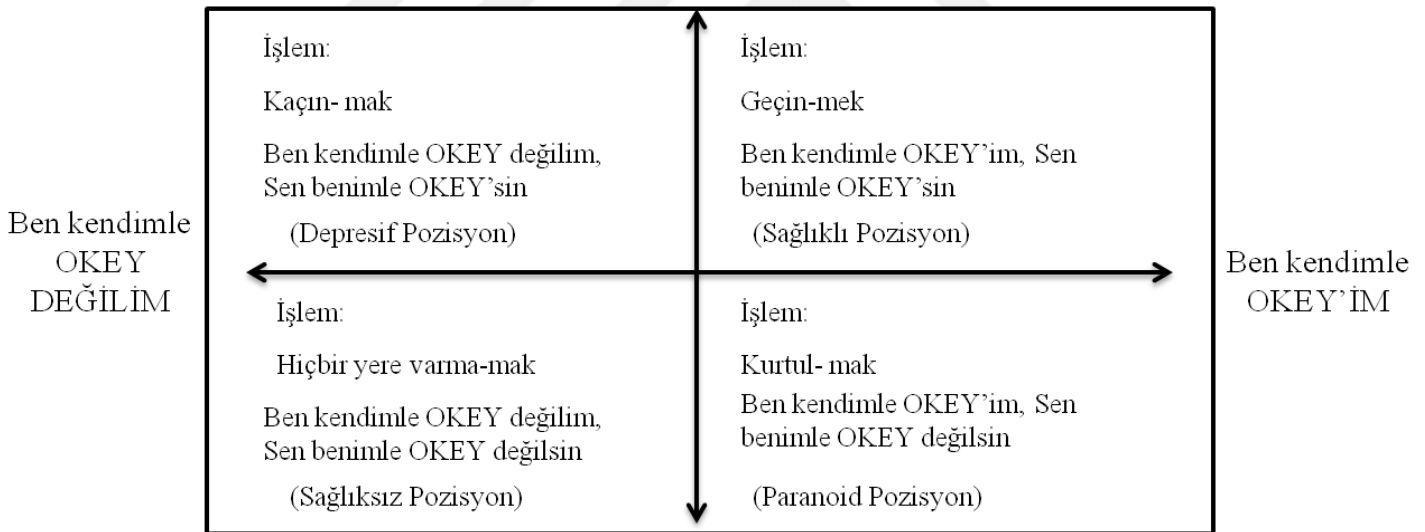 İşlem:
Kaçın- mak
Ben kendimle OKEY değilim,
Sen benimle OKEY’sin
(Depresif Pozisyon)
İşlem:
Geçin-mek
Ben kendimle OKEY’im, Sen
benimle OKEY’sin
(Sağlıklı Pozisyon)
Ben kendimle
OKEY
DEĞİLİM
Ben kendimle
OKEY’İM
İşlem:
Hiçbir yere varma-mak
Ben kendimle OKEY değilim,
Sen benimle OKEY değilsin
(Sağlıksız Pozisyon)
İşlem:
Kurtul- mak
Ben kendimle OKEY’im, Sen
benimle OKEY değilsin
(Paranoid Pozisyon)